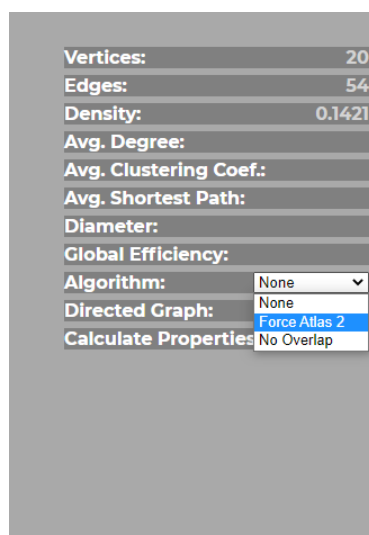 Vertices: 20
Edges: 54
Density: 0.1421
Avg. Degree:
Avg. Clustering Coef.:
Avg. Shortest Path:
Diameter:
Global Efficiency:
Algorithm: None
Directed Graph: None
Force Atlas 2
Calculate Properties No Overlap